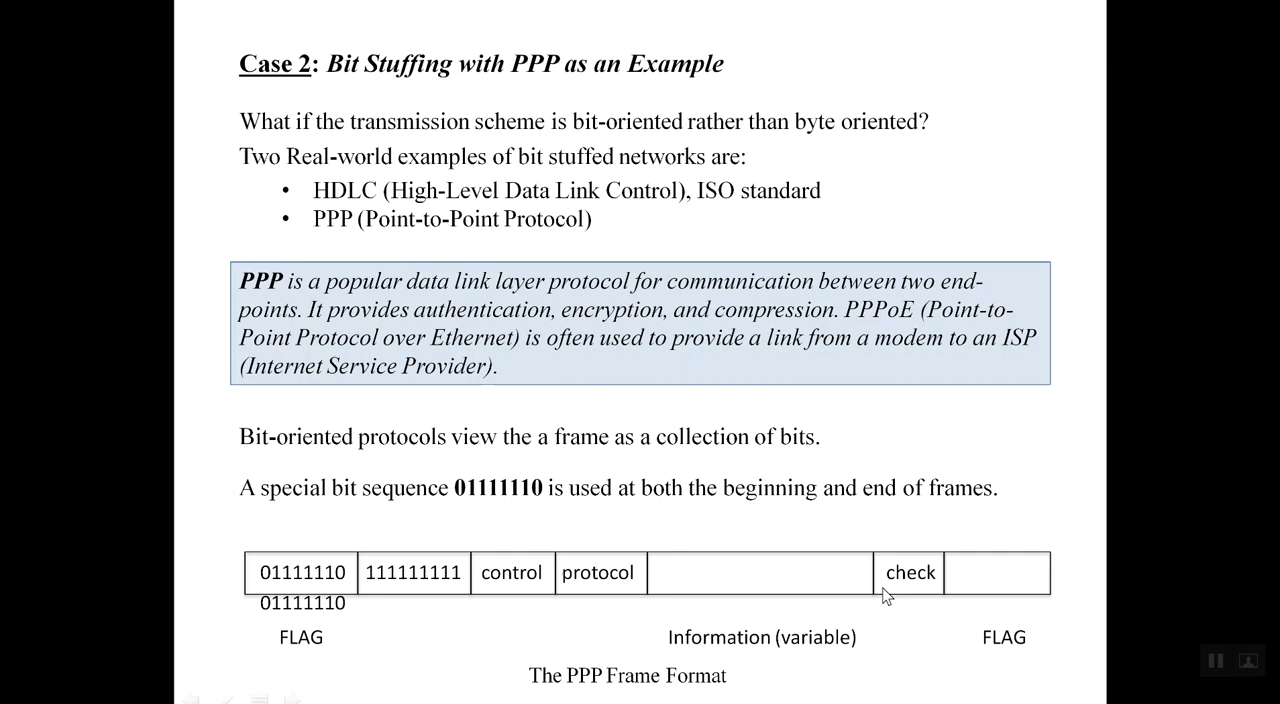 Case 2: Bit Stuffing with PPP as an Example
What if the transmission scheme is bit-oriented rather than byte oriented?
Two Real-world examples of bit stuffed networks are:
• HDLC (High-Level Data Link Control), ISO standard
• PPP (Point-to-Point Protocol)
PPP is a popular data link layer protocol for communication between two end-
points. It provides authentication, encryption, and compression. PPPoE (Point-to-
Point Protocol over Ethernet) is often used to provide a link from a modem to an ISP
(Internet Service Provider).
Bit-oriented protocols view the a frame as a collection of bits.
A special bit sequence 01111110 is used at both the beginning and end of frames.
01111110 111111111 control protocol check
01111110
FLAG Information (variable) FLAG
The PPP Frame Format